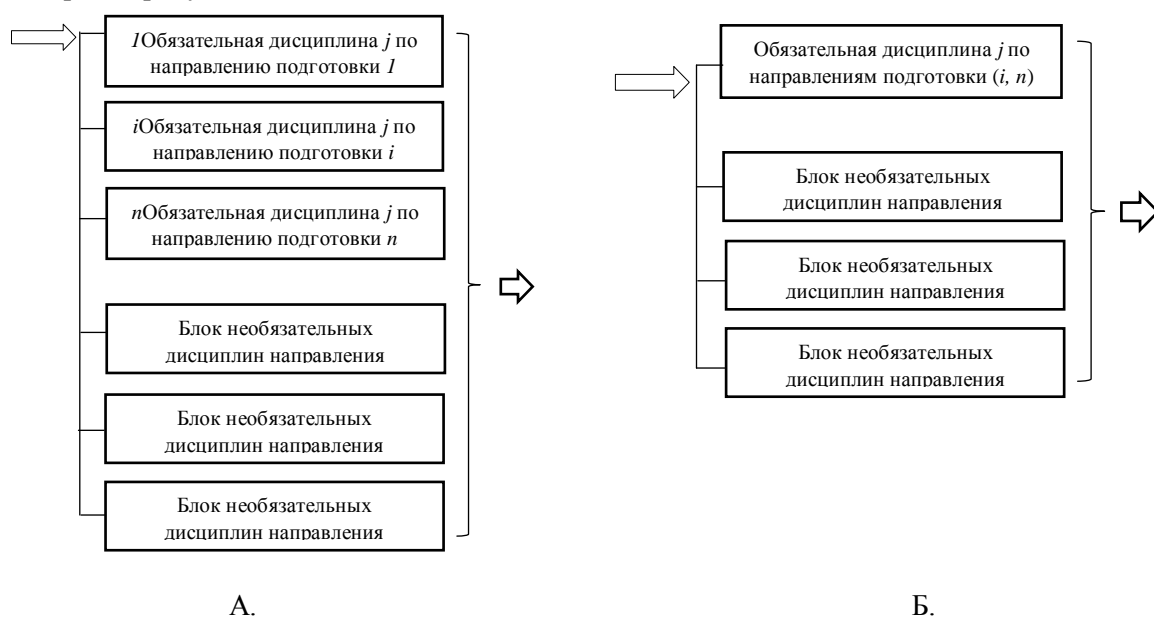 1Обязательная дисциплина j по
направлению подготовки 1
iОбязательная дисциплина j по
направлению подготовки i
nОбязательная дисциплина j по
направлению подготовки n
Блок необязательных
дисциплин направления
Блок необязательных
дисциплин направления
Блок необязательных
дисциплин направления
А.
Обязательная дисциплина j по
направлениям подготовки (i, n)
Блок необязательных
дисциплин направления
Блок необязательных
дисциплин направления
Блок необязательных
дисциплин направления
Б.